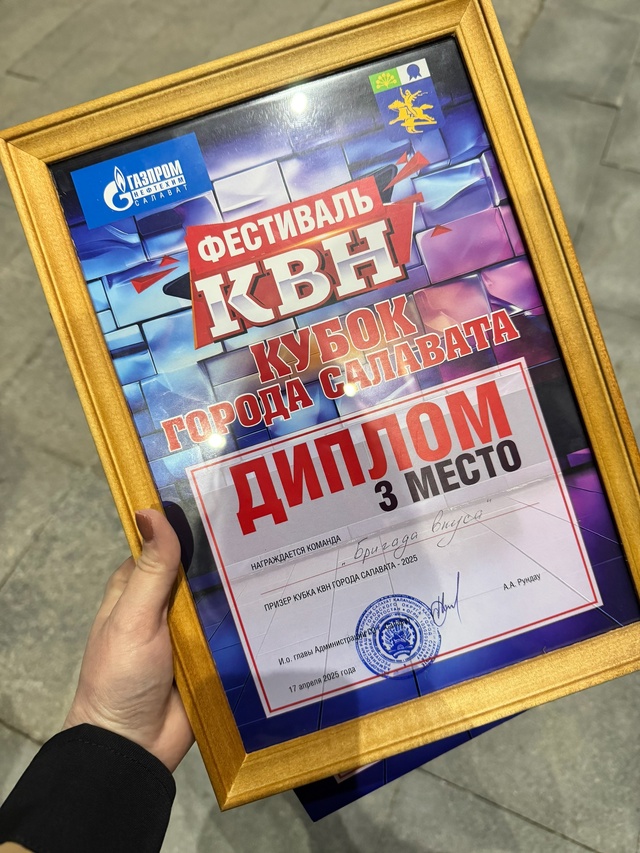 ГАЗПРОМ
НЕФТЕХИМ
САЛАВАТ
ФЕСТИВАЛЬ
КВН
КУБОК
ГОРОДА САЛАВАТА
ДИПЛОМ
3 МЕСТО
НАГРАЖДАЕТСЯ КОМАНДА „Бригада вкуса"
ПРИЗЕР КУБКА КВН ГОРОДА САЛАВАТА - 2025
И.о. главы Администрации А.А. Рундау
17 апреля 2025 года